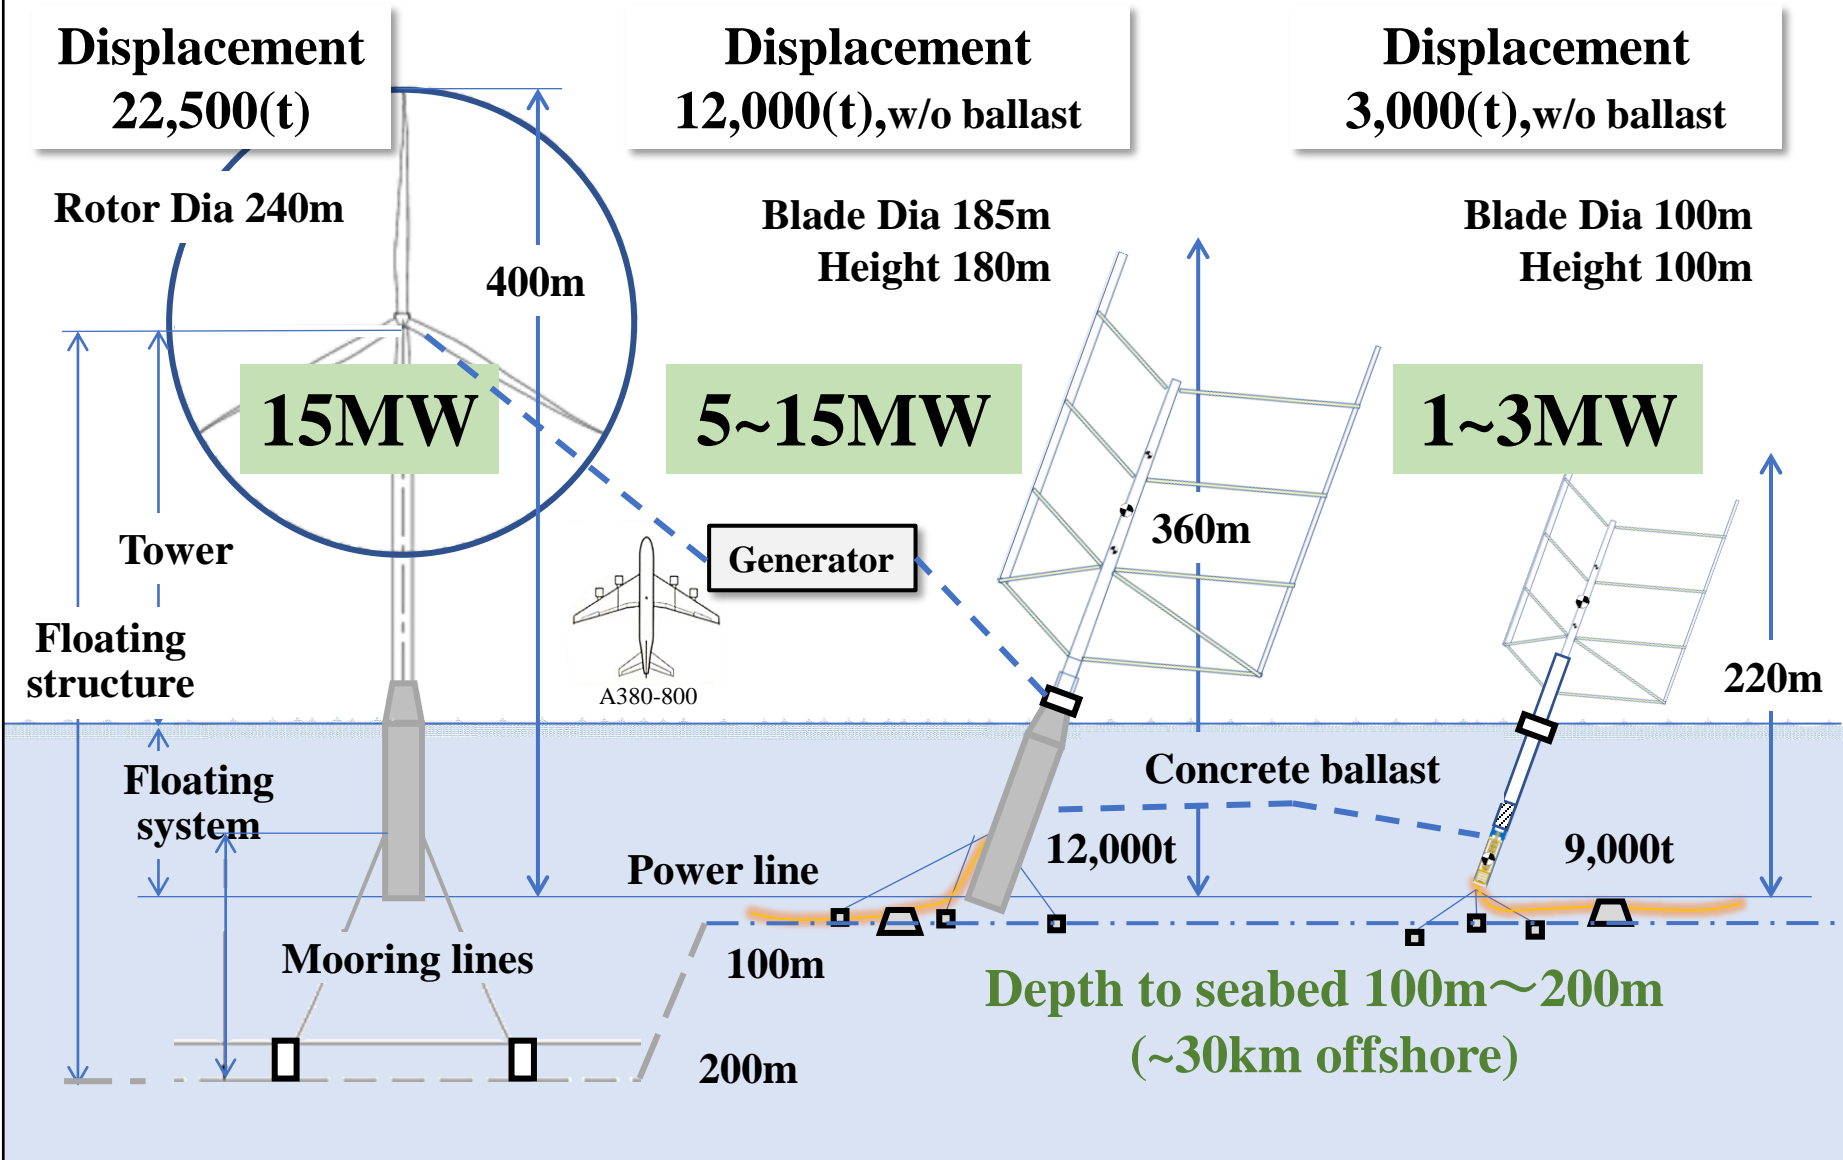 Displacement
22,500(t)
Displacement
12,000(t),w/o ballast
Displacement
3,000(t),w/o ballast
Rotor Dia 240m
400m
Blade Dia 185m
Height 180m
Blade Dia 100m
Height 100m
15MW
5~15MW
1~3MW
360m
Tower
Generator
Floating
structure
A380-800
220m
Floating
system
Concrete ballast
12,000t
9,000t
Power line
Mooring lines
100m
200m
Depth to seabed 100m～200m
(~30km offshore)